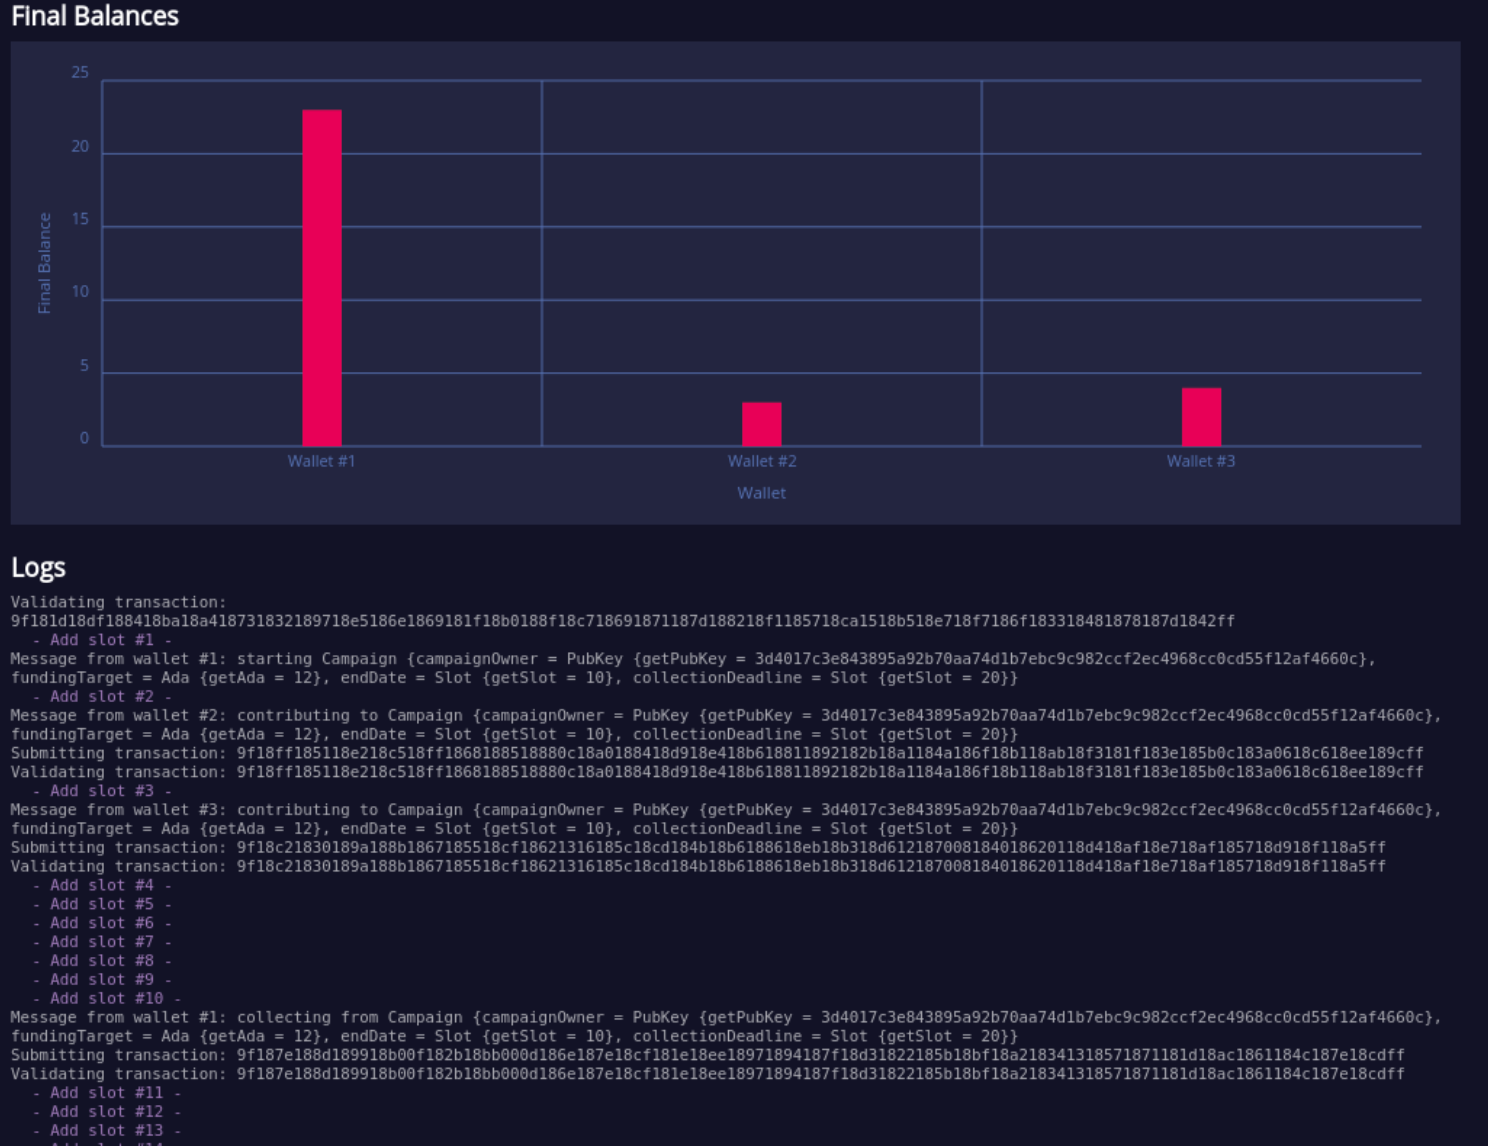 Final Balances
25
20
15
10
5
0
Final Balance
Wallet #1
Wallet #2
Wallet #3
Wallet
Logs
Validating transaction:
9f181d18df188418ba18a418731832189718e5186e1869181f18b0188f18c718691871187d188218f1185718ca1518b518e718f7186f183318481878187d1842ff
- Add slot #1 -
Message from wallet #1: starting Campaign {campaignOwner = PubKey {getPubKey = 3d4017c3e843895a92b70aa74d1b7ebc9c982ccf2ec4968cc0cd55f12af4660c},
fundingTarget = Ada {getAda = 12}, endDate = Slot {getSlot = 10}, collectionDeadline = Slot {getSlot = 20}}
- Add slot #2 -
Message from wallet #2: contributing to Campaign {campaignOwner = PubKey {getPubKey = 3d4017c3e843895a92b70aa74d1b7ebc9c982ccf2ec4968cc0cd55f12af4660c},
fundingTarget = Ada {getAda = 12}, endDate = Slot {getSlot = 10}, collectionDeadline = Slot {getSlot = 20}}
Submitting transaction: 9f18ff185118e218c518ff1868188518880c18a0188418d918e418b618811892182b18a1184a186f18b118ab18f3181f183e185b0c183a0618c618ee189cff
Validating transaction: 9f18ff185118e218c518ff1868188518880c18a0188418d918e418b618811892182b18a1184a186f18b118ab18f3181f183e185b0c183a0618c618ee189cff
- Add slot #3 -
Message from wallet #3: contributing to Campaign {campaignOwner = PubKey {getPubKey = 3d4017c3e843895a92b70aa74d1b7ebc9c982ccf2ec4968cc0cd55f12af4660c},
fundingTarget = Ada {getAda = 12}, endDate = Slot {getSlot = 10}, collectionDeadline = Slot {getSlot = 20}}
Submitting transaction: 9f18c21830189a188b1867185518cf18621316185c18cd184b18b6188618eb18b318d612187008184018620118d418af18e718af185718d918f118a5ff
Validating transaction: 9f18c21830189a188b1867185518cf18621316185c18cd184b18b6188618eb18b318d612187008184018620118d418af18e718af185718d918f118a5ff
- Add slot #4 -
- Add slot #5 -
- Add slot #6 -
- Add slot #7 -
- Add slot #8 -
- Add slot #9 -
- Add slot #10 -
Message from wallet #1: collecting from Campaign {campaignOwner = PubKey {getPubKey = 3d4017c3e843895a92b70aa74d1b7ebc9c982ccf2ec4968cc0cd55f12af4660c},
fundingTarget = Ada {getAda = 12}, endDate = Slot {getSlot = 10}, collectionDeadline = Slot {getSlot = 20}}
Submitting transaction: 9f187e188d189918b00f182b18bb000d186e187e18cf181e18ee18971894187f18d31822185b18bf18a218341318571871181d18ac1861184c187e18cdff
Validating transaction: 9f187e188d189918b00f182b18bb000d186e187e18cf181e18ee18971894187f18d31822185b18bf18a218341318571871181d18ac1861184c187e18cdff
- Add slot #11 -
- Add slot #12 -
- Add slot #13 -